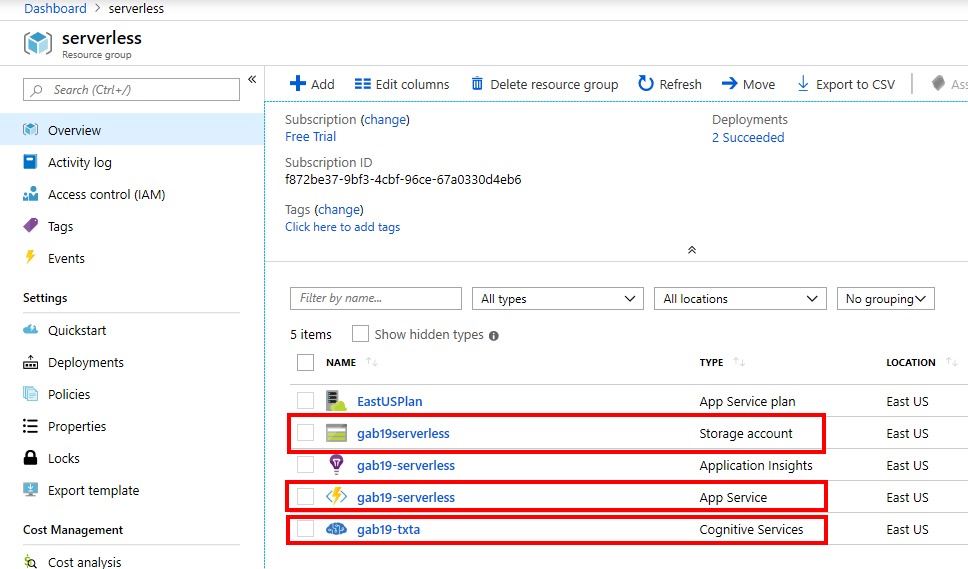 Dashboard > serverless
serverless
Resource group
Search (Ctrl+/)
Overview
Activity log
Access control (IAM)
Tags
Events
Settings
Quickstart
Deployments
Policies
Properties
Locks
Export template
Cost Management
Cost analysis
Add Edit columns Delete resource group Refresh Move Export to CSV
Subscription (change)
Free Trial
Subscription ID
f872be37-9bf3-4cbf-96ce-67a0330d4eb6
Tags (change)
Click here to add tags
Deployments
2 Succeeded
Filter by name... All types All locations No grouping
5 items Show hidden types
NAME TYPE LOCATION
EastUSPlan App Service plan East US
gab19serverless Storage account East US
gab19-serverless Application Insights East US
gab19-serverless App Service East US
gab19-txta Cognitive Services East US